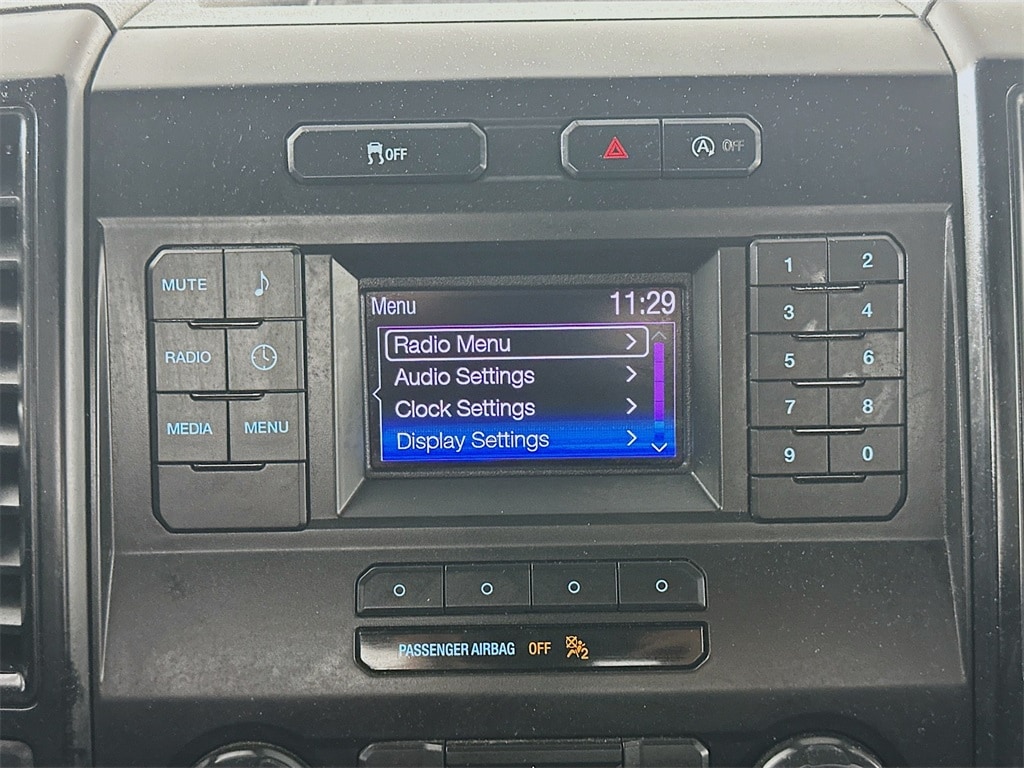 OFF
A OFF
MUTE
RADIO
MEDIA MENU
Menu 11:29
Radio Menu >
Audio Settings >
Clock Settings >
Display Settings >
1 2
3 4
5 6
7 8
9 0
PASSENGER AIRBAG OFF 2